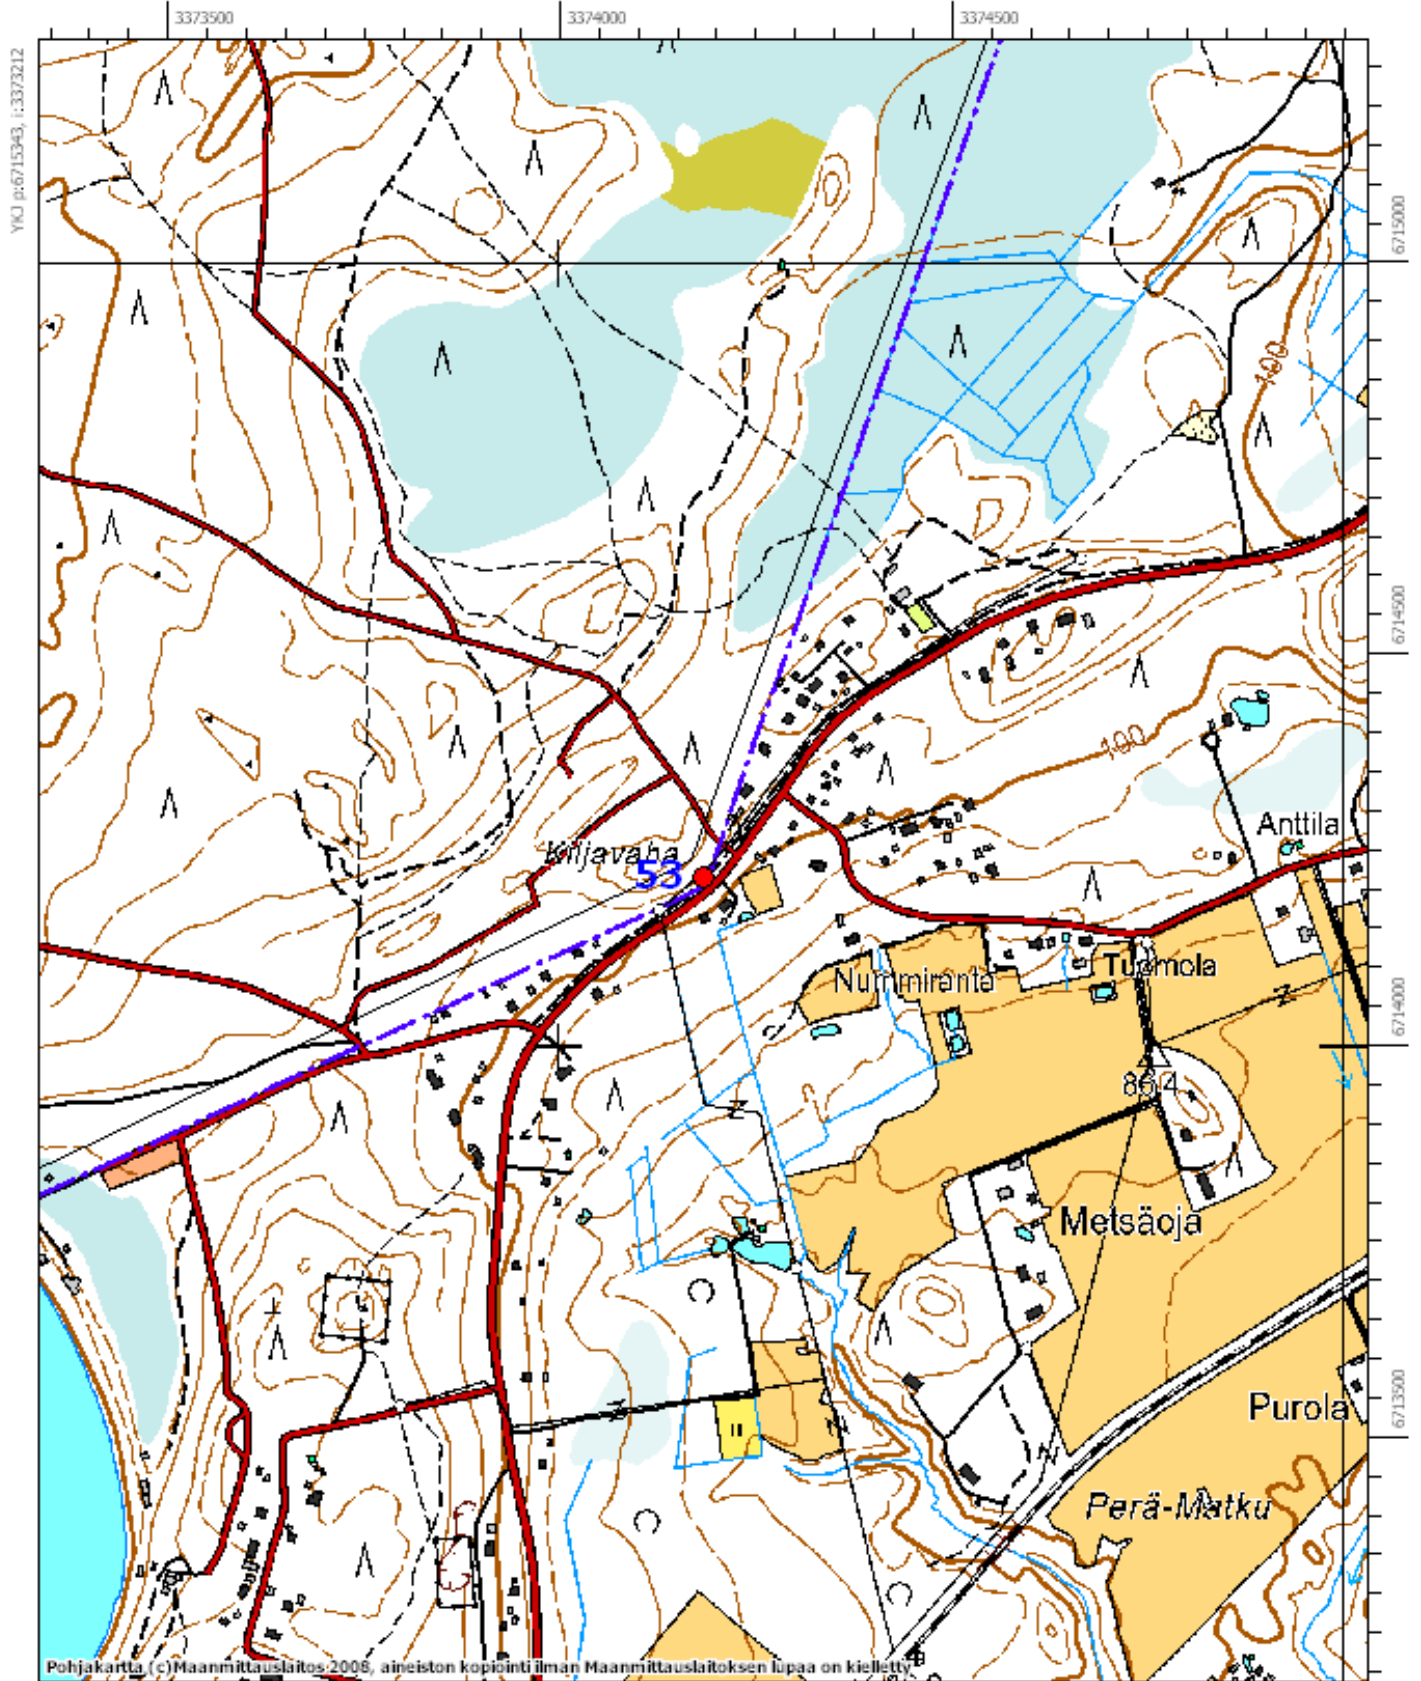 3373500
3374000
3374500
YKJ p:6715343, i:3373212
6715000
100
6714500
100
Anttila
Kiljavaha
53
Nummiranta
Tuomola
6714000
86.4
Metsäoja
Purola
6713500
Perä-Matku
Pohjakartta (c) Maanmittauslaitos 2008, aineiston kopiointi ilman Maanmittauslaitoksen lupaa on kielletty